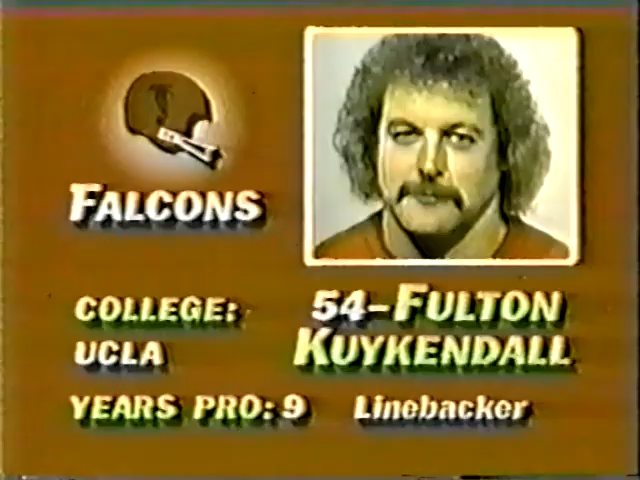 FALCONS
54-FULTON
KUYKENDALL
COLLEGE:
UCLA
YEARS PRO: 9
Linebacker